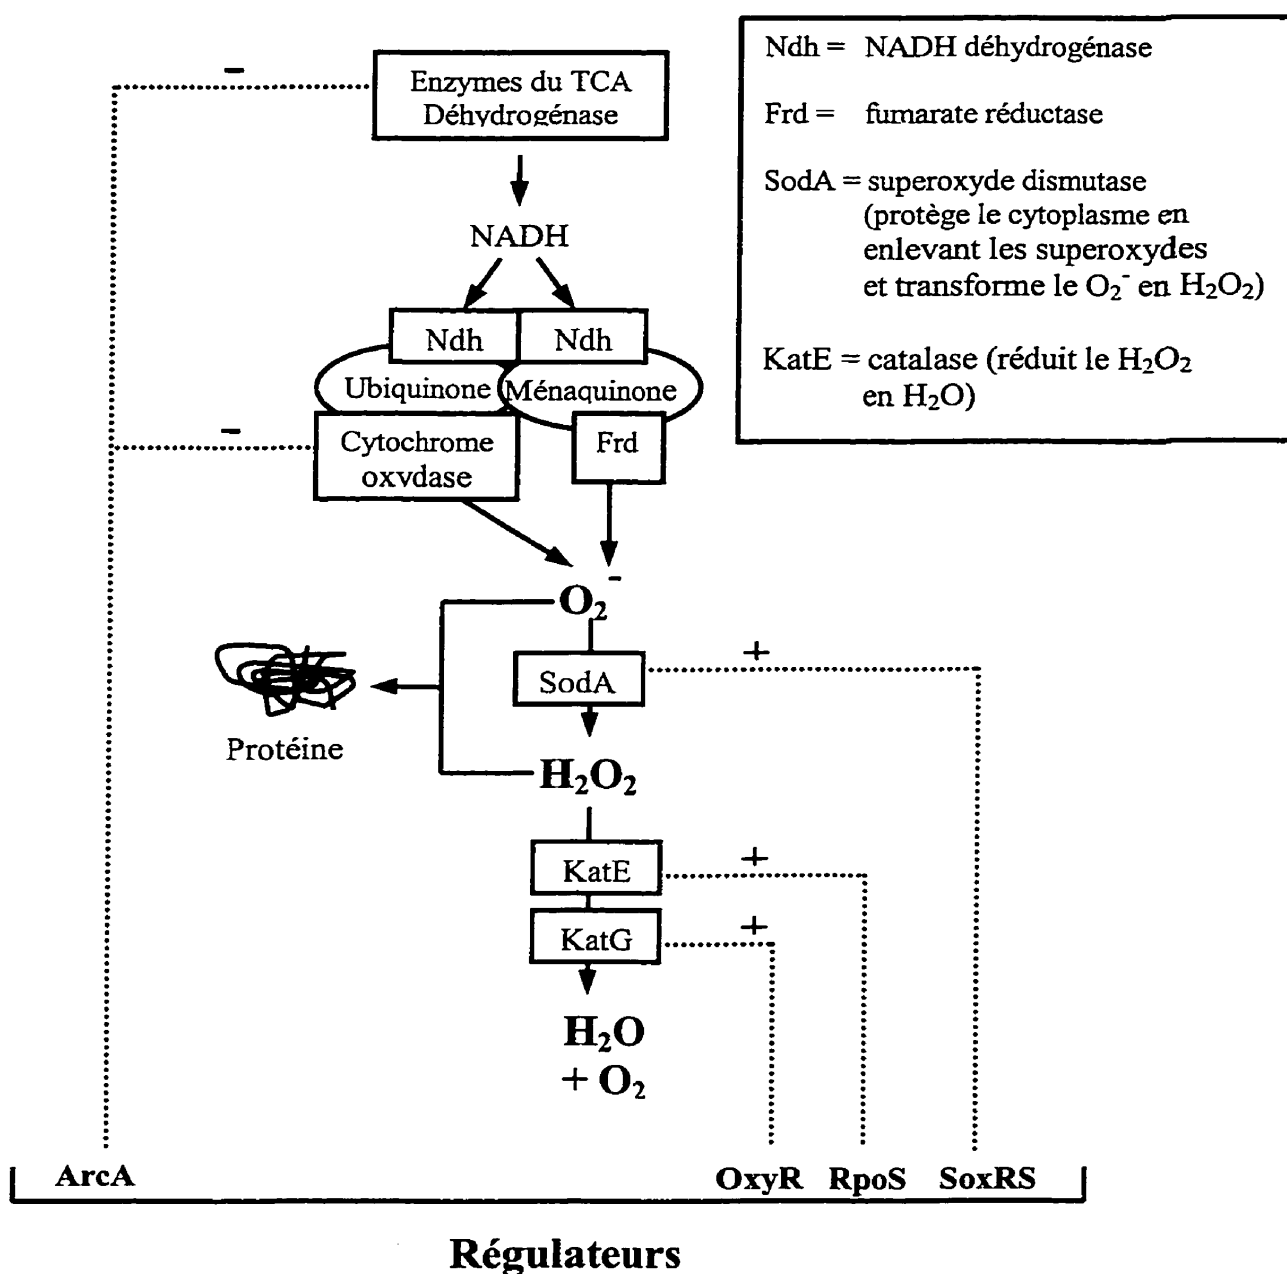 Enzymes du TCA
Déhydrogénase
NADH
Ndh
Ndh
Ubiquinone
Ménaquinone
Cytochrome
oxydase
Frd
O₂⁻
SodA
Protéine
H₂O₂
KatE
KatG
H₂O
+ O₂
−
−
+
+
+
ArcA
OxyR
RpoS
SoxRS
Régulateurs
Ndh = NADH déhydrogénase
Frd = fumarate réductase
SodA = superoxyde dismutase
(protège le cytoplasme en
enlevant les superoxydes
et transforme le O₂⁻ en H₂O₂)
KatE = catalase (réduit le H₂O₂
en H₂O)